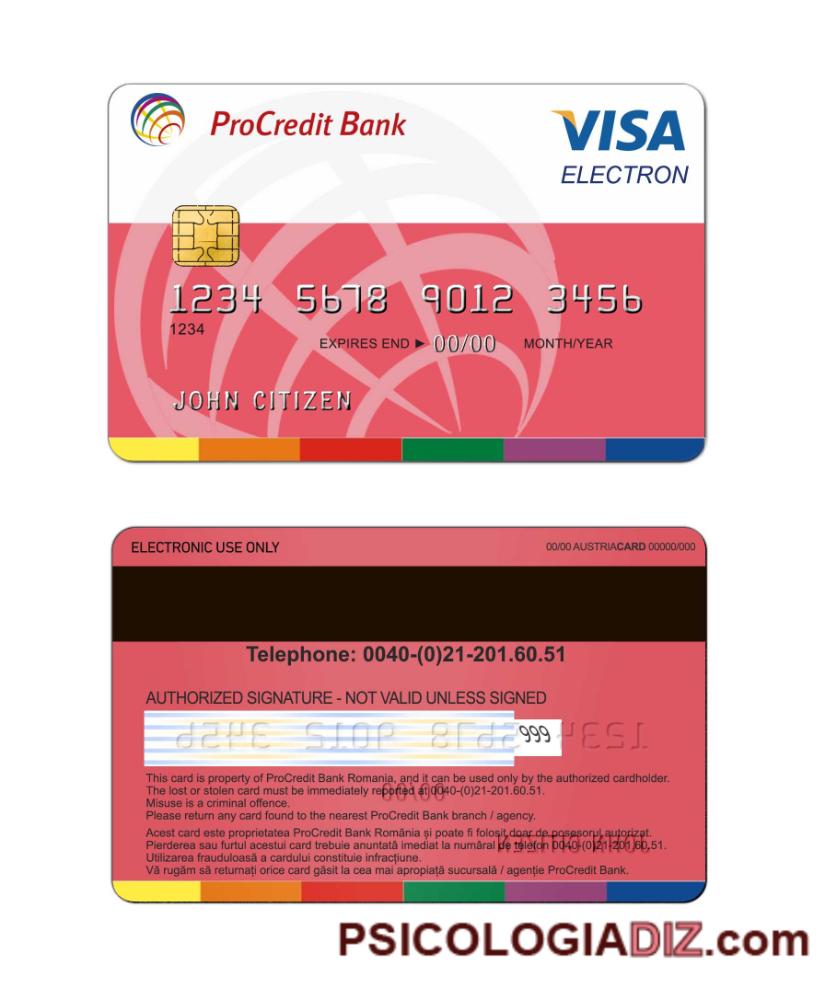 ProCredit Bank
VISA
ELECTRON
1234 5678 9012 3456
1234
EXPIRES END ► 00/00 MONTH/YEAR
JOHN CITIZEN
ELECTRONIC USE ONLY
00/00 AUSTRIACARD 00000/000
Telephone: 0040-(0)21-201.60.51
AUTHORIZED SIGNATURE - NOT VALID UNLESS SIGNED
999
This card is property of ProCredit Bank Romania, and it can be used only by the authorized cardholder.
The lost or stolen card must be immediately reported at 0040-(0)21-201.60.51.
Misuse is a criminal offence.
Please return any card found to the nearest ProCredit Bank branch / agency.
Acest card este proprietatea ProCredit Bank România și poate fi folosit doar de posesorul autorizat.
Pierderea sau furtul acestui card trebuie anuntată imediat la numărul de telefon 0040-(0)21-201.60.51.
Utilizarea frauduloasă a cardului constituie infracțiune.
Vă rugăm să returnați orice card găsit la cea mai apropiată sucursală / agenție ProCredit Bank.
PSICOLOGIADIZ.com